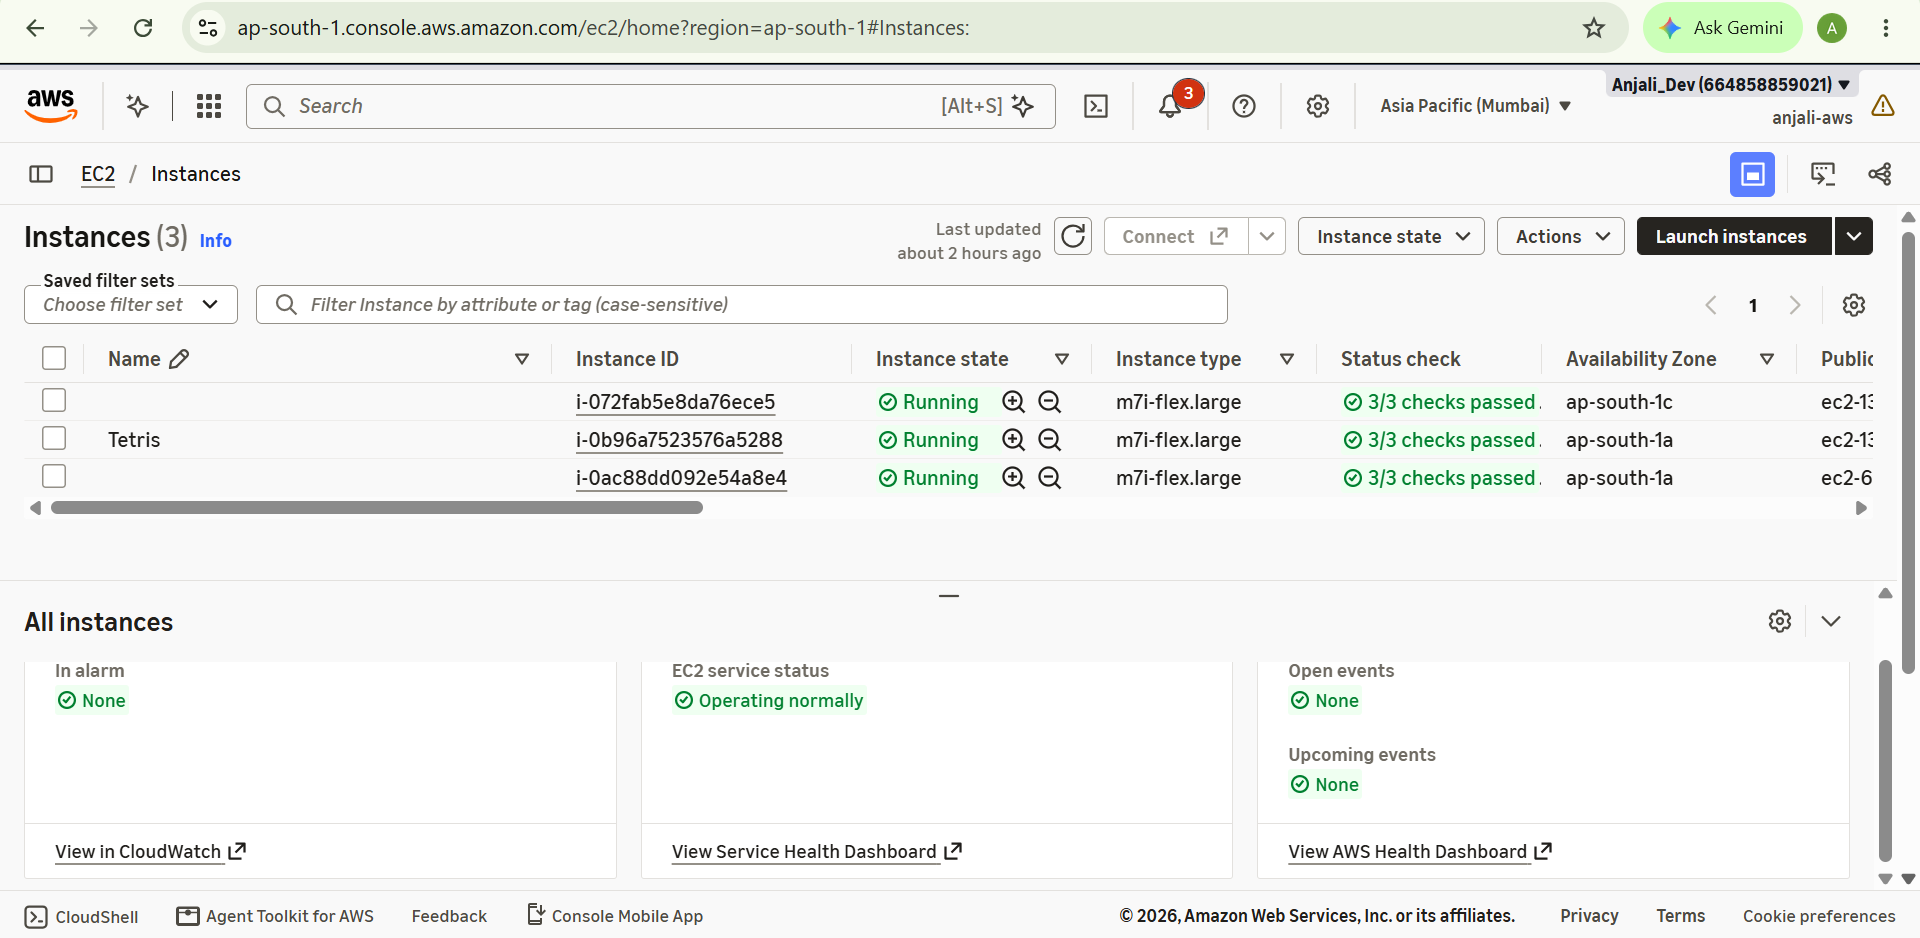 ap-south-1.console.aws.amazon.com/ec2/home?region=ap-south-1#Instances:
Ask Gemini
A
aws
Search
[Alt+S]
3
Asia Pacific (Mumbai)
Anjali_Dev (664858859021)
anjali-aws
EC2 / Instances
Instances (3) Info
Last updated
about 2 hours ago
Connect
Instance state
Actions
Launch instances
Saved filter sets
Choose filter set
Filter Instance by attribute or tag (case-sensitive)
1
Name Instance ID Instance state Instance type Status check Availability Zone Public
i-072fab5e8da76ece5 Running m7i-flex.large 3/3 checks passed ap-south-1c ec2-13
Tetris i-0b96a7523576a5288 Running m7i-flex.large 3/3 checks passed ap-south-1a ec2-13
i-0ac88dd092e54a8e4 Running m7i-flex.large 3/3 checks passed ap-south-1a ec2-6
All instances
In alarm
None
View in CloudWatch
EC2 service status
Operating normally
View Service Health Dashboard
Open events
None
Upcoming events
None
View AWS Health Dashboard
CloudShell Agent Toolkit for AWS Feedback Console Mobile App © 2026, Amazon Web Services, Inc. or its affiliates. Privacy Terms Cookie preferences